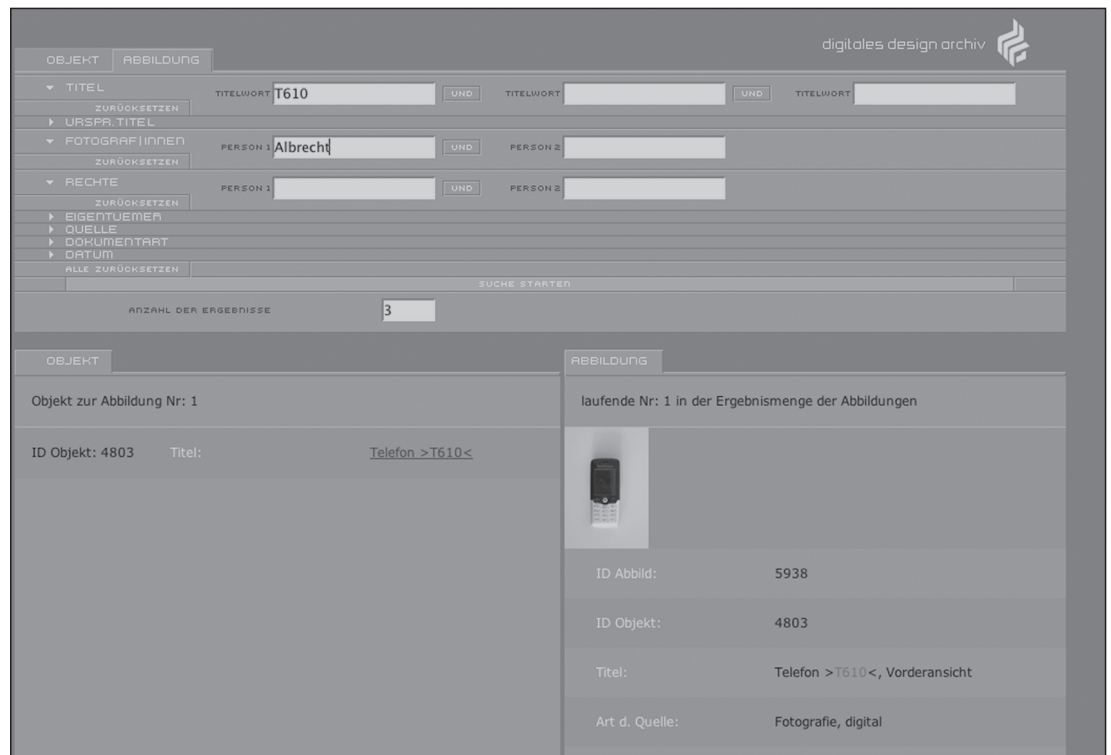 digitales design archiv
OBJEKT ABBILDUNG
TITEL TITELWORT T610 UND TITELWORT UND TITELWORT
ZURÜCKSETZEN
URSPR.TITEL
FOTOGRAF|INNEN PERSON 1 Albrecht UND PERSON 2
ZURÜCKSETZEN
RECHTE PERSON 1 UND PERSON 2
ZURÜCKSETZEN
EIGENTUEMER
QUELLE
DOKUMENTART
DATUM
ALLE ZURÜCKSETZEN
SUCHE STARTEN
ANZAHL DER ERGEBNISSE 3
OBJEKT ABBILDUNG
Objekt zur Abbildung Nr: 1 laufende Nr: 1 in der Ergebnismenge der Abbildungen
ID Objekt: 4803 Titel: Telefon >T610<
ID Abbild: 5938
ID Objekt: 4803
Titel: Telefon >T610<, Vorderansicht
Art d. Quelle: Fotografie, digital